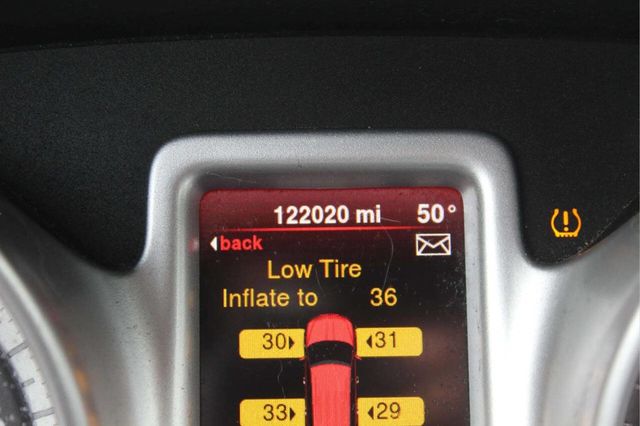 122020 mi 50°
back
Low Tire
Inflate to 36
30 31
33 29